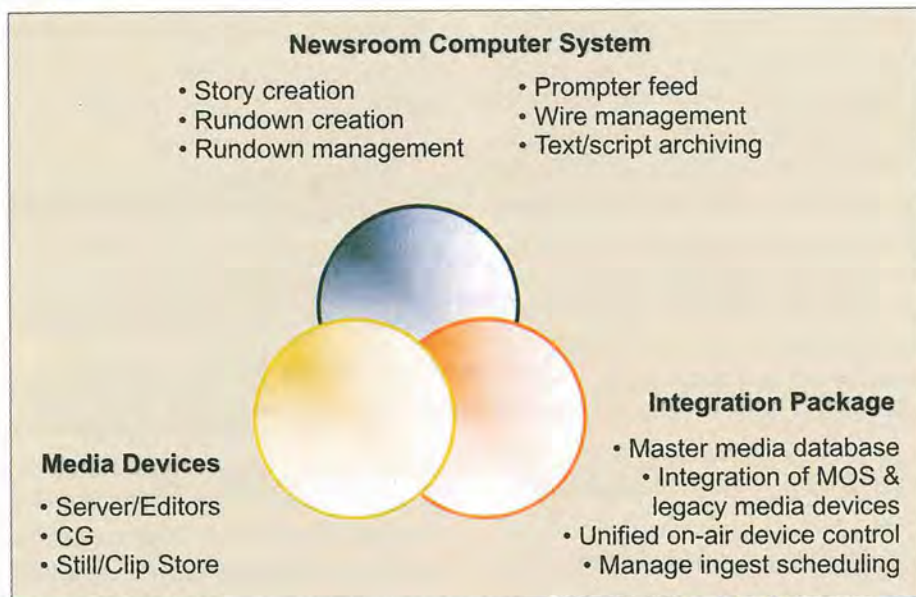 Newsroom Computer System
• Story creation
• Rundown creation
• Rundown management
• Prompter feed
• Wire management
• Text/script archiving
Media Devices
• Server/Editors
• CG
• Still/Clip Store
Integration Package
• Master media database
• Integration of MOS &
legacy media devices
• Unified on-air device control
• Manage ingest scheduling